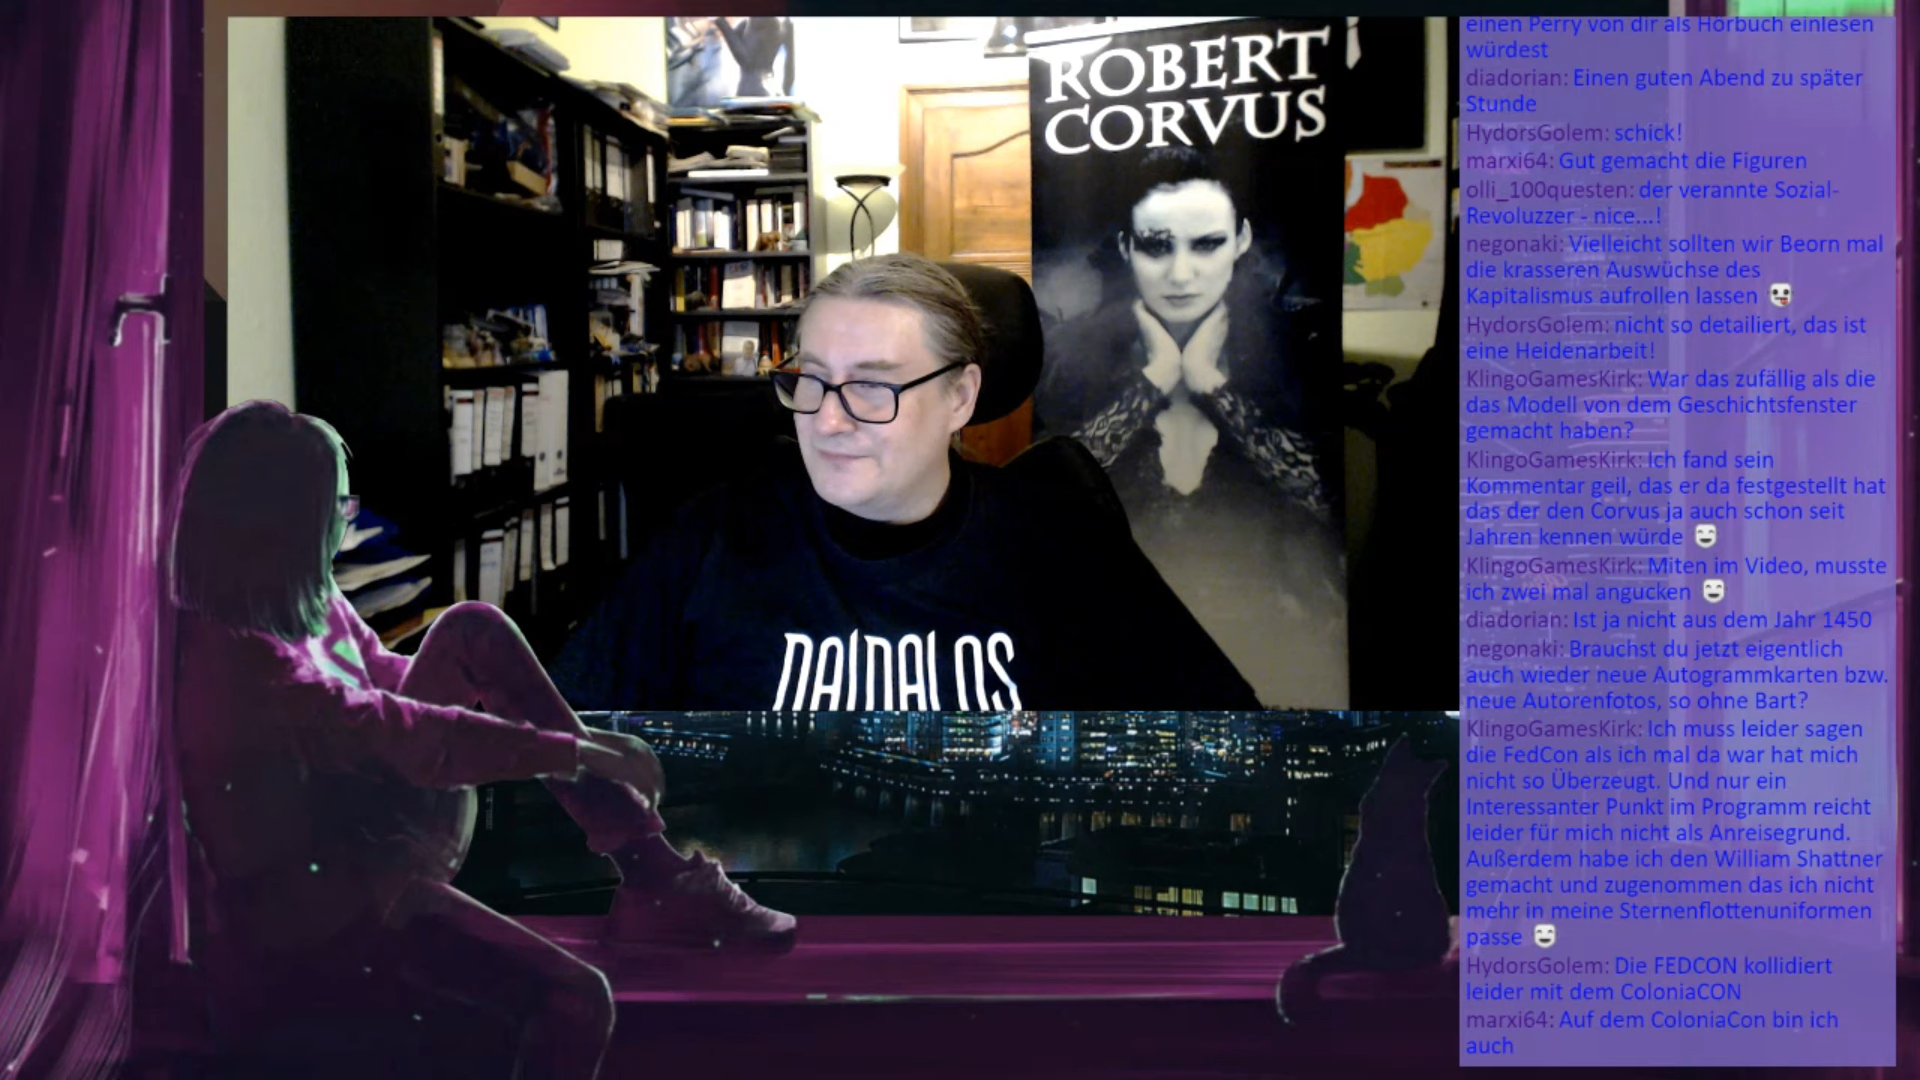 ROBERT
CORVUS
DAIDALOS
einen Perry von dir als Hörbuch einlesen
würdest
diadorian: Einen guten Abend zu später
Stunde
HydorsGolem: schick!
marxi64: Gut gemacht die Figuren
olli_100questen: der verannte Sozial-
Revoluzzer - nice...!
negonaki: Vielleicht sollten wir Beorn mal
die krasseren Auswüchse des
Kapitalismus aufrollen lassen
HydorsGolem: nicht so detailiert, das ist
eine Heidenarbeit!
KlingoGamesKirk: War das zufällig als die
das Modell von dem Geschichtsfenster
gemacht haben?
KlingoGamesKirk: Ich fand sein
Kommentar geil, das er da festgestellt hat
das der den Corvus ja auch schon seit
Jahren kennen würde
KlingoGamesKirk: Miten im Video, musste
ich zwei mal angucken
diadorian: Ist ja nicht aus dem Jahr 1450
negonaki: Brauchst du jetzt eigentlich
auch wieder neue Autogrammkarten bzw.
neue Autorenfotos, so ohne Bart?
KlingoGamesKirk: Ich muss leider sagen
die FedCon als ich mal da war hat mich
nicht so Überzeugt. Und nur ein
Interessanter Punkt im Programm reicht
leider für mich nicht als Anreisegrund.
Außerdem habe ich den William Shattner
gemacht und zugenommen das ich nicht
mehr in meine Sternenflottenuniformen
passe
HydorsGolem: Die FEDCON kollidiert
leider mit dem ColoniaCON
marxi64: Auf dem ColoniaCon bin ich
auch